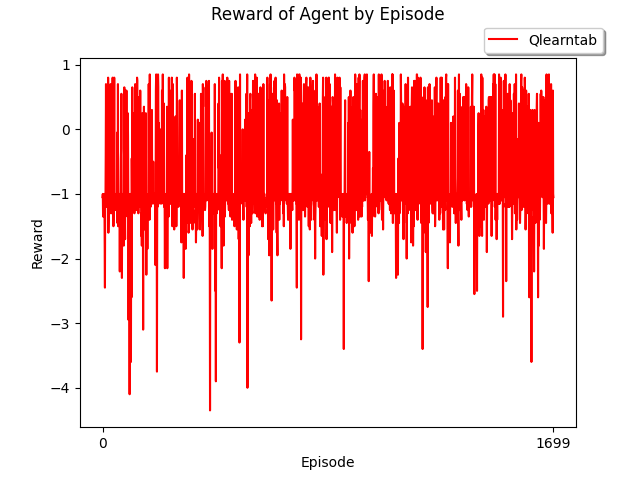 Reward of Agent by Episode
Qlearntab
1
0
−1
−2
−3
−4
Reward
0
1699
Episode